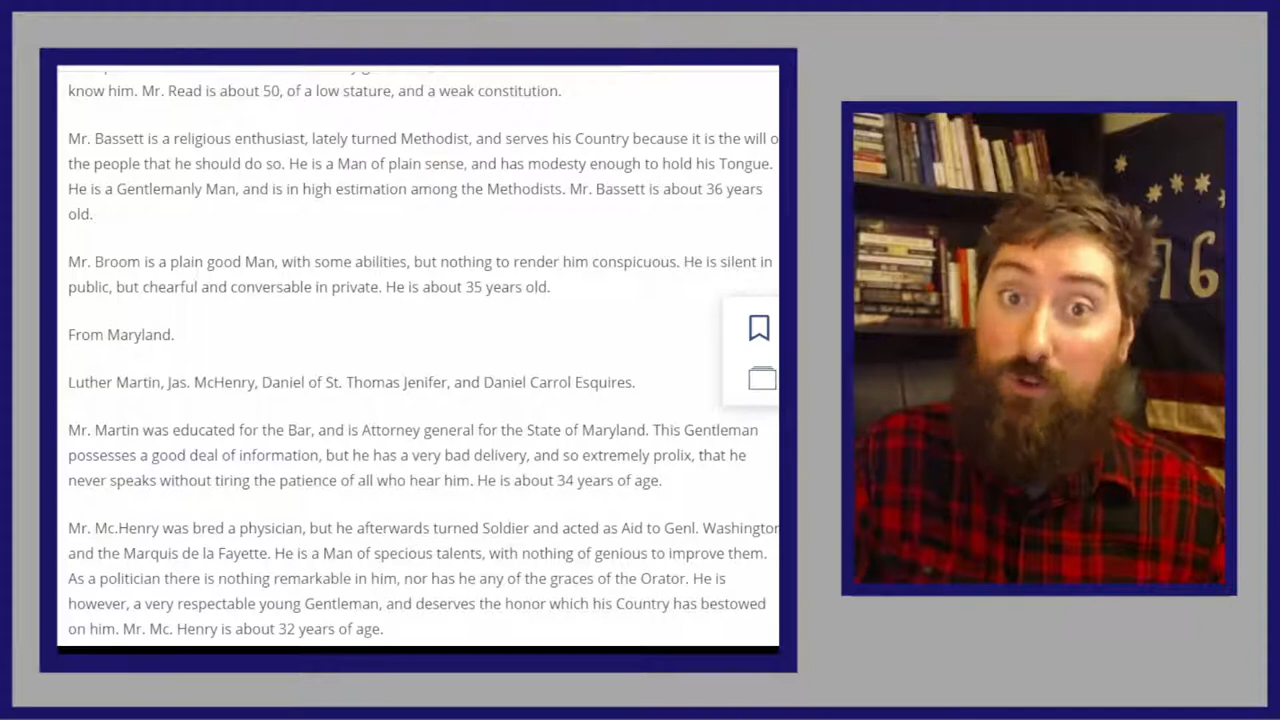 know him. Mr. Read is about 50, of a low stature, and a weak constitution.
Mr. Bassett is a religious enthusiast, lately turned Methodist, and serves his Country because it is the will o
the people that he should do so. He is a Man of plain sense, and has modesty enough to hold his Tongue.
He is a Gentlemanly Man, and is in high estimation among the Methodists. Mr. Bassett is about 36 years
old.
Mr. Broom is a plain good Man, with some abilities, but nothing to render him conspicuous. He is silent in
public, but chearful and conversable in private. He is about 35 years old.
From Maryland.
Luther Martin, Jas. McHenry, Daniel of St. Thomas Jenifer, and Daniel Carrol Esquires.
Mr. Martin was educated for the Bar, and is Attorney general for the State of Maryland. This Gentleman
possesses a good deal of information, but he has a very bad delivery, and so extremely prolix, that he
never speaks without tiring the patience of all who hear him. He is about 34 years of age.
Mr. Mc.Henry was bred a physician, but he afterwards turned Soldier and acted as Aid to Genl. Washington
and the Marquis de la Fayette. He is a Man of specious talents, with nothing of genious to improve them.
As a politician there is nothing remarkable in him, nor has he any of the graces of the Orator. He is
however, a very respectable young Gentleman, and deserves the honor which his Country has bestowed
on him. Mr. Mc. Henry is about 32 years of age.
76